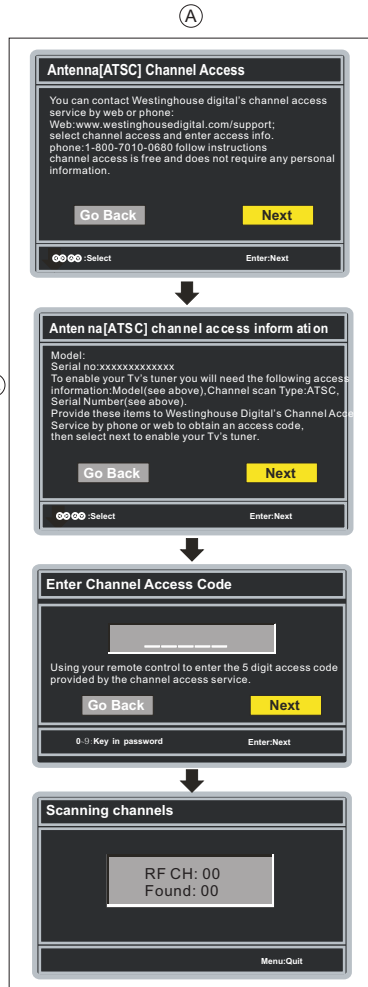 A
Antenna[ATSC] Channel Access
You can contact Westinghouse digital's channel access
service by web or phone:
Web:www.westinghousedigital.com/support;
select channel access and enter access info.
phone:1-800-7010-0680 follow instructions
channel access is free and does not require any personal
information.
Go Back Next
:Select Enter:Next
Anten na[ATSC] channel access information
Model:
Serial no:xxxxxxxxxxxxx
To enable your Tv's tuner you will need the following access
information:Model(see above),Channel scan Type:ATSC,
Serial Number(see above).
Provide these items to Westinghouse Digital's Channel Acce
Service by phone or web to obtain an access code,
then select next to enable your Tv's tuner.
Go Back Next
:Select Enter:Next
Enter Channel Access Code
_____
Using your remote control to enter the 5 digit access code
provided by the channel access service.
Go Back Next
0-9:Key in password Enter:Next
Scanning channels
RF CH: 00
Found: 00
Menu:Quit